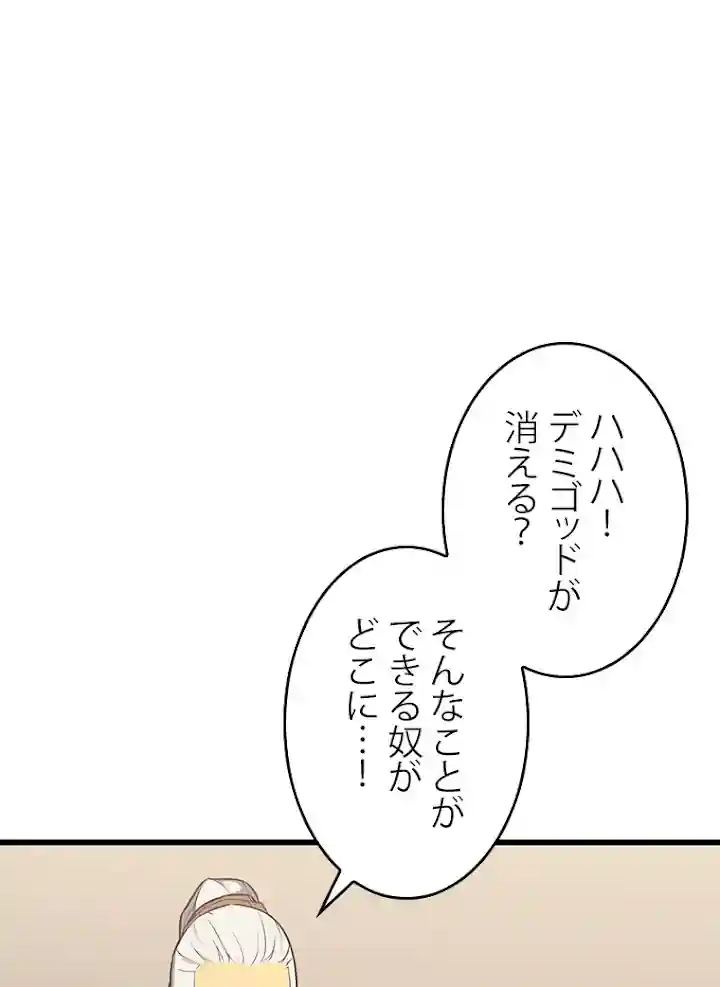 ハハハ！
デミゴッドが
消える？
そんなことが
できる奴が
どこに…！